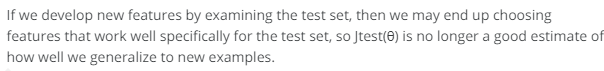 If we develop new features by examining the test set, then we may end up choosing
features that work well specifically for the test set, so Jtest(θ) is no longer a good estimate of
how well we generalize to new examples.